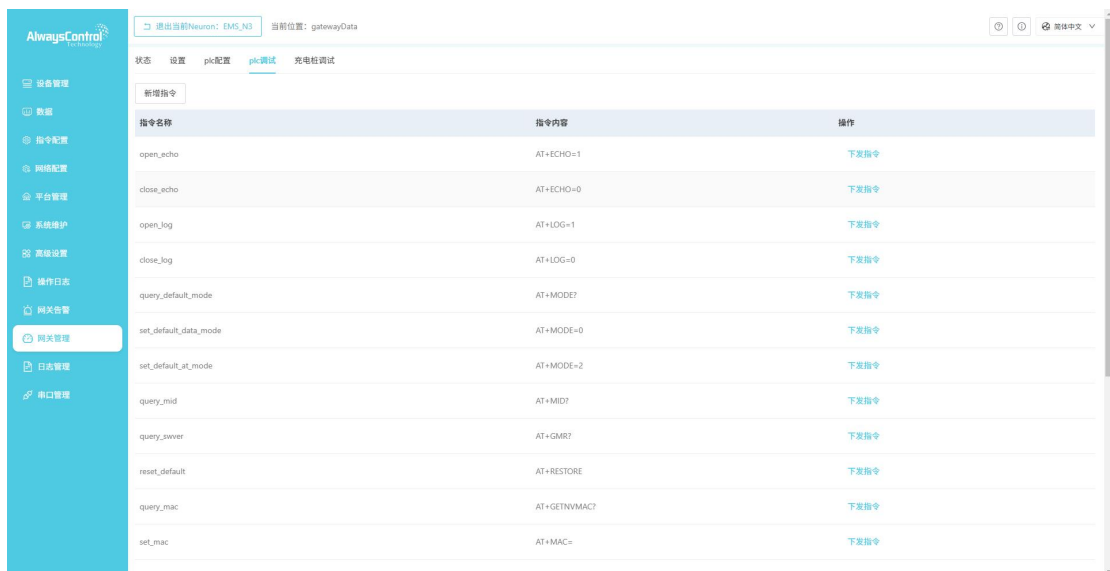 AlwaysControl
Technology
退出当前Neuron：EMS_N3 当前位置：gatewayData 简体中文
状态 设置 plc配置 plc调试 充电桩调试
新增指令
设备管理
数据
指令配置
网络配置
平台管理
系统维护
高级设置
操作日志
网关告警
网关管理
日志管理
串口管理
指令名称 指令内容 操作
open_echo AT+ECHO=1 下发指令
close_echo AT+ECHO=0 下发指令
open_log AT+LOG=1 下发指令
close_log AT+LOG=0 下发指令
query_default_mode AT+MODE? 下发指令
set_default_data_mode AT+MODE=0 下发指令
set_default_at_mode AT+MODE=2 下发指令
query_mid AT+MID? 下发指令
query_swver AT+GMR? 下发指令
reset_default AT+RESTORE 下发指令
query_mac AT+GETNVMAC? 下发指令
set_mac AT+MAC= 下发指令